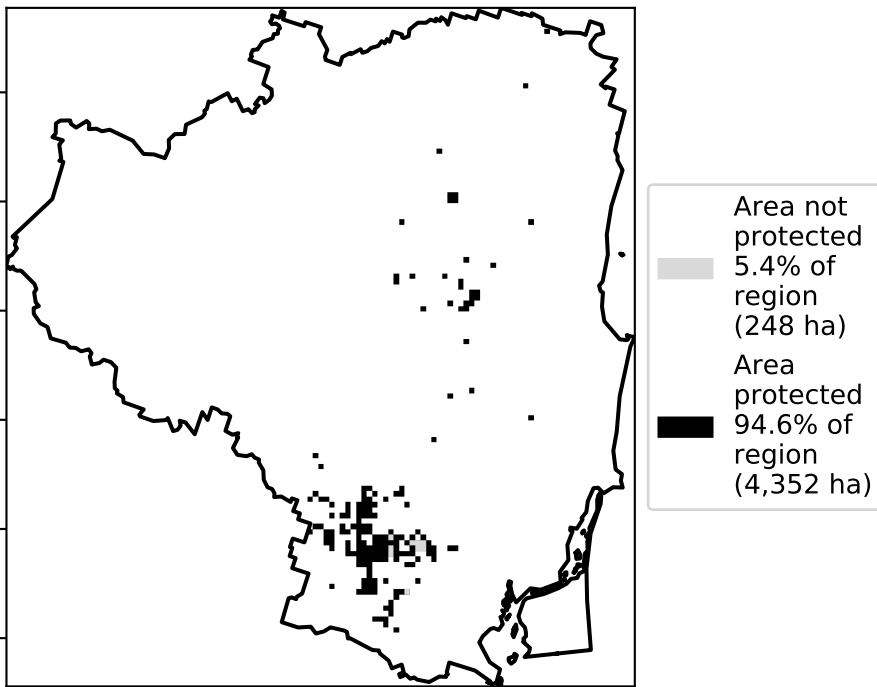 Area not
protected
5.4% of
region
(248 ha)
Area
protected
94.6% of
region
(4,352 ha)